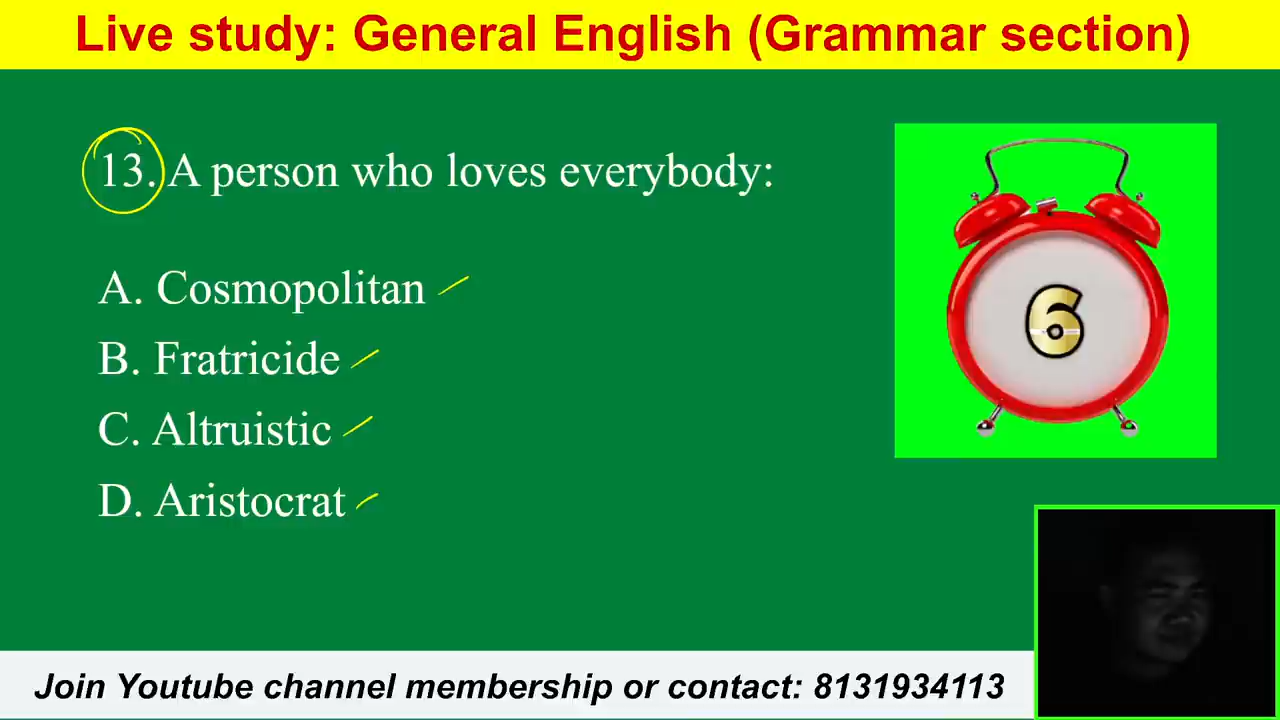 Live study: General English (Grammar section)
13. A person who loves everybody:
A. Cosmopolitan
B. Fratricide
C. Altruistic
D. Aristocrat
6
Join Youtube channel membership or contact: 8131934113